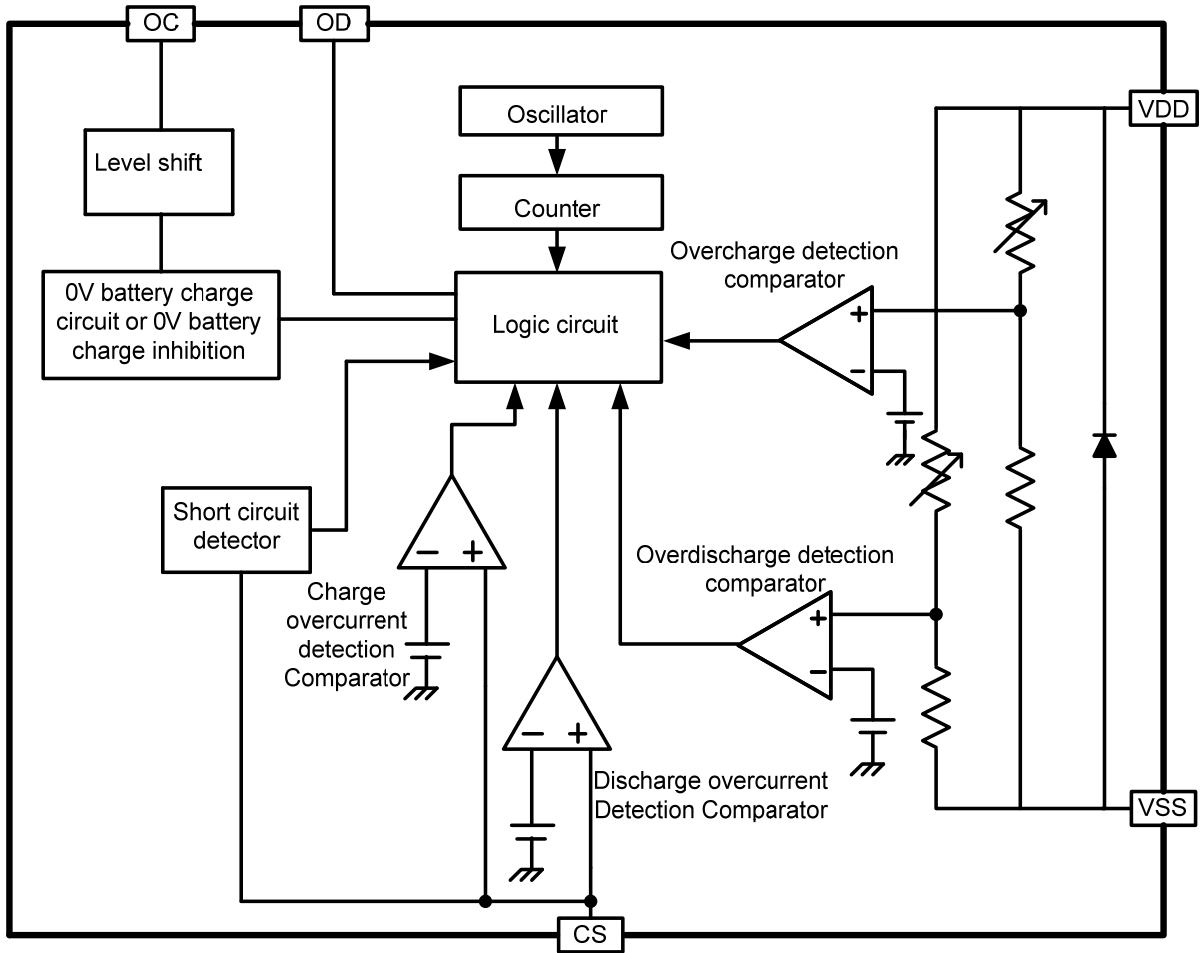 OC
OD
Oscillator
VDD
Level shift
Counter
Overcharge detection
comparator
0V battery charge
circuit or 0V battery
charge inhibition
Logic circuit
+
−
Short circuit
detector
− +
Overdischarge detection
comparator
Charge
overcurrent
detection
Comparator
+
−
− +
Discharge overcurrent
Detection Comparator
VSS
CS